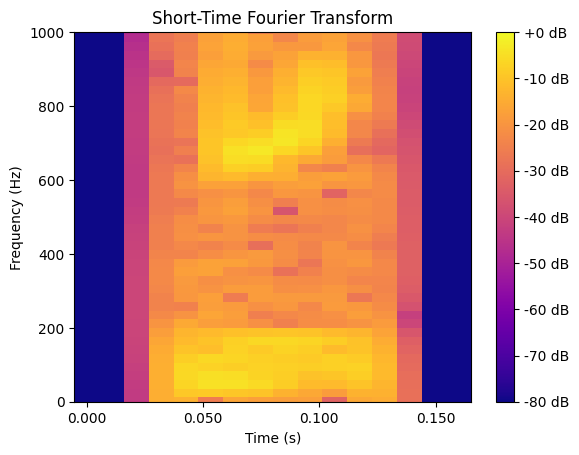 Short-Time Fourier Transform
1000
800
600
400
200
0
Frequency (Hz)
0.000
0.050
0.100
0.150
Time (s)
+0 dB
-10 dB
-20 dB
-30 dB
-40 dB
-50 dB
-60 dB
-70 dB
-80 dB